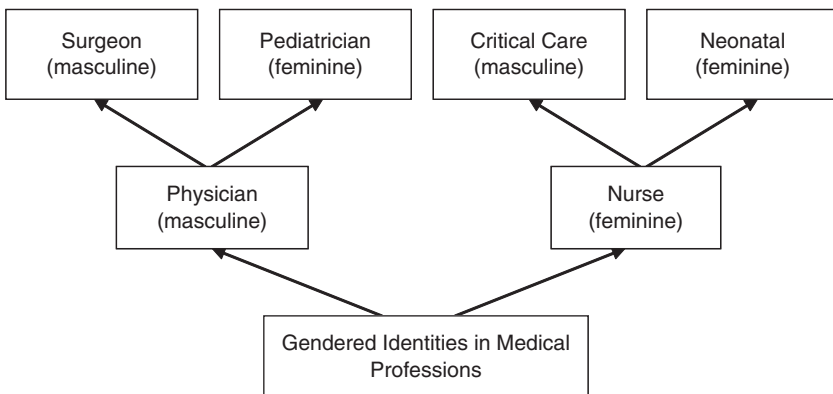 Surgeon
(masculine)
Pediatrician
(feminine)
Critical Care
(masculine)
Neonatal
(feminine)
Physician
(masculine)
Nurse
(feminine)
Gendered Identities in Medical
Professions